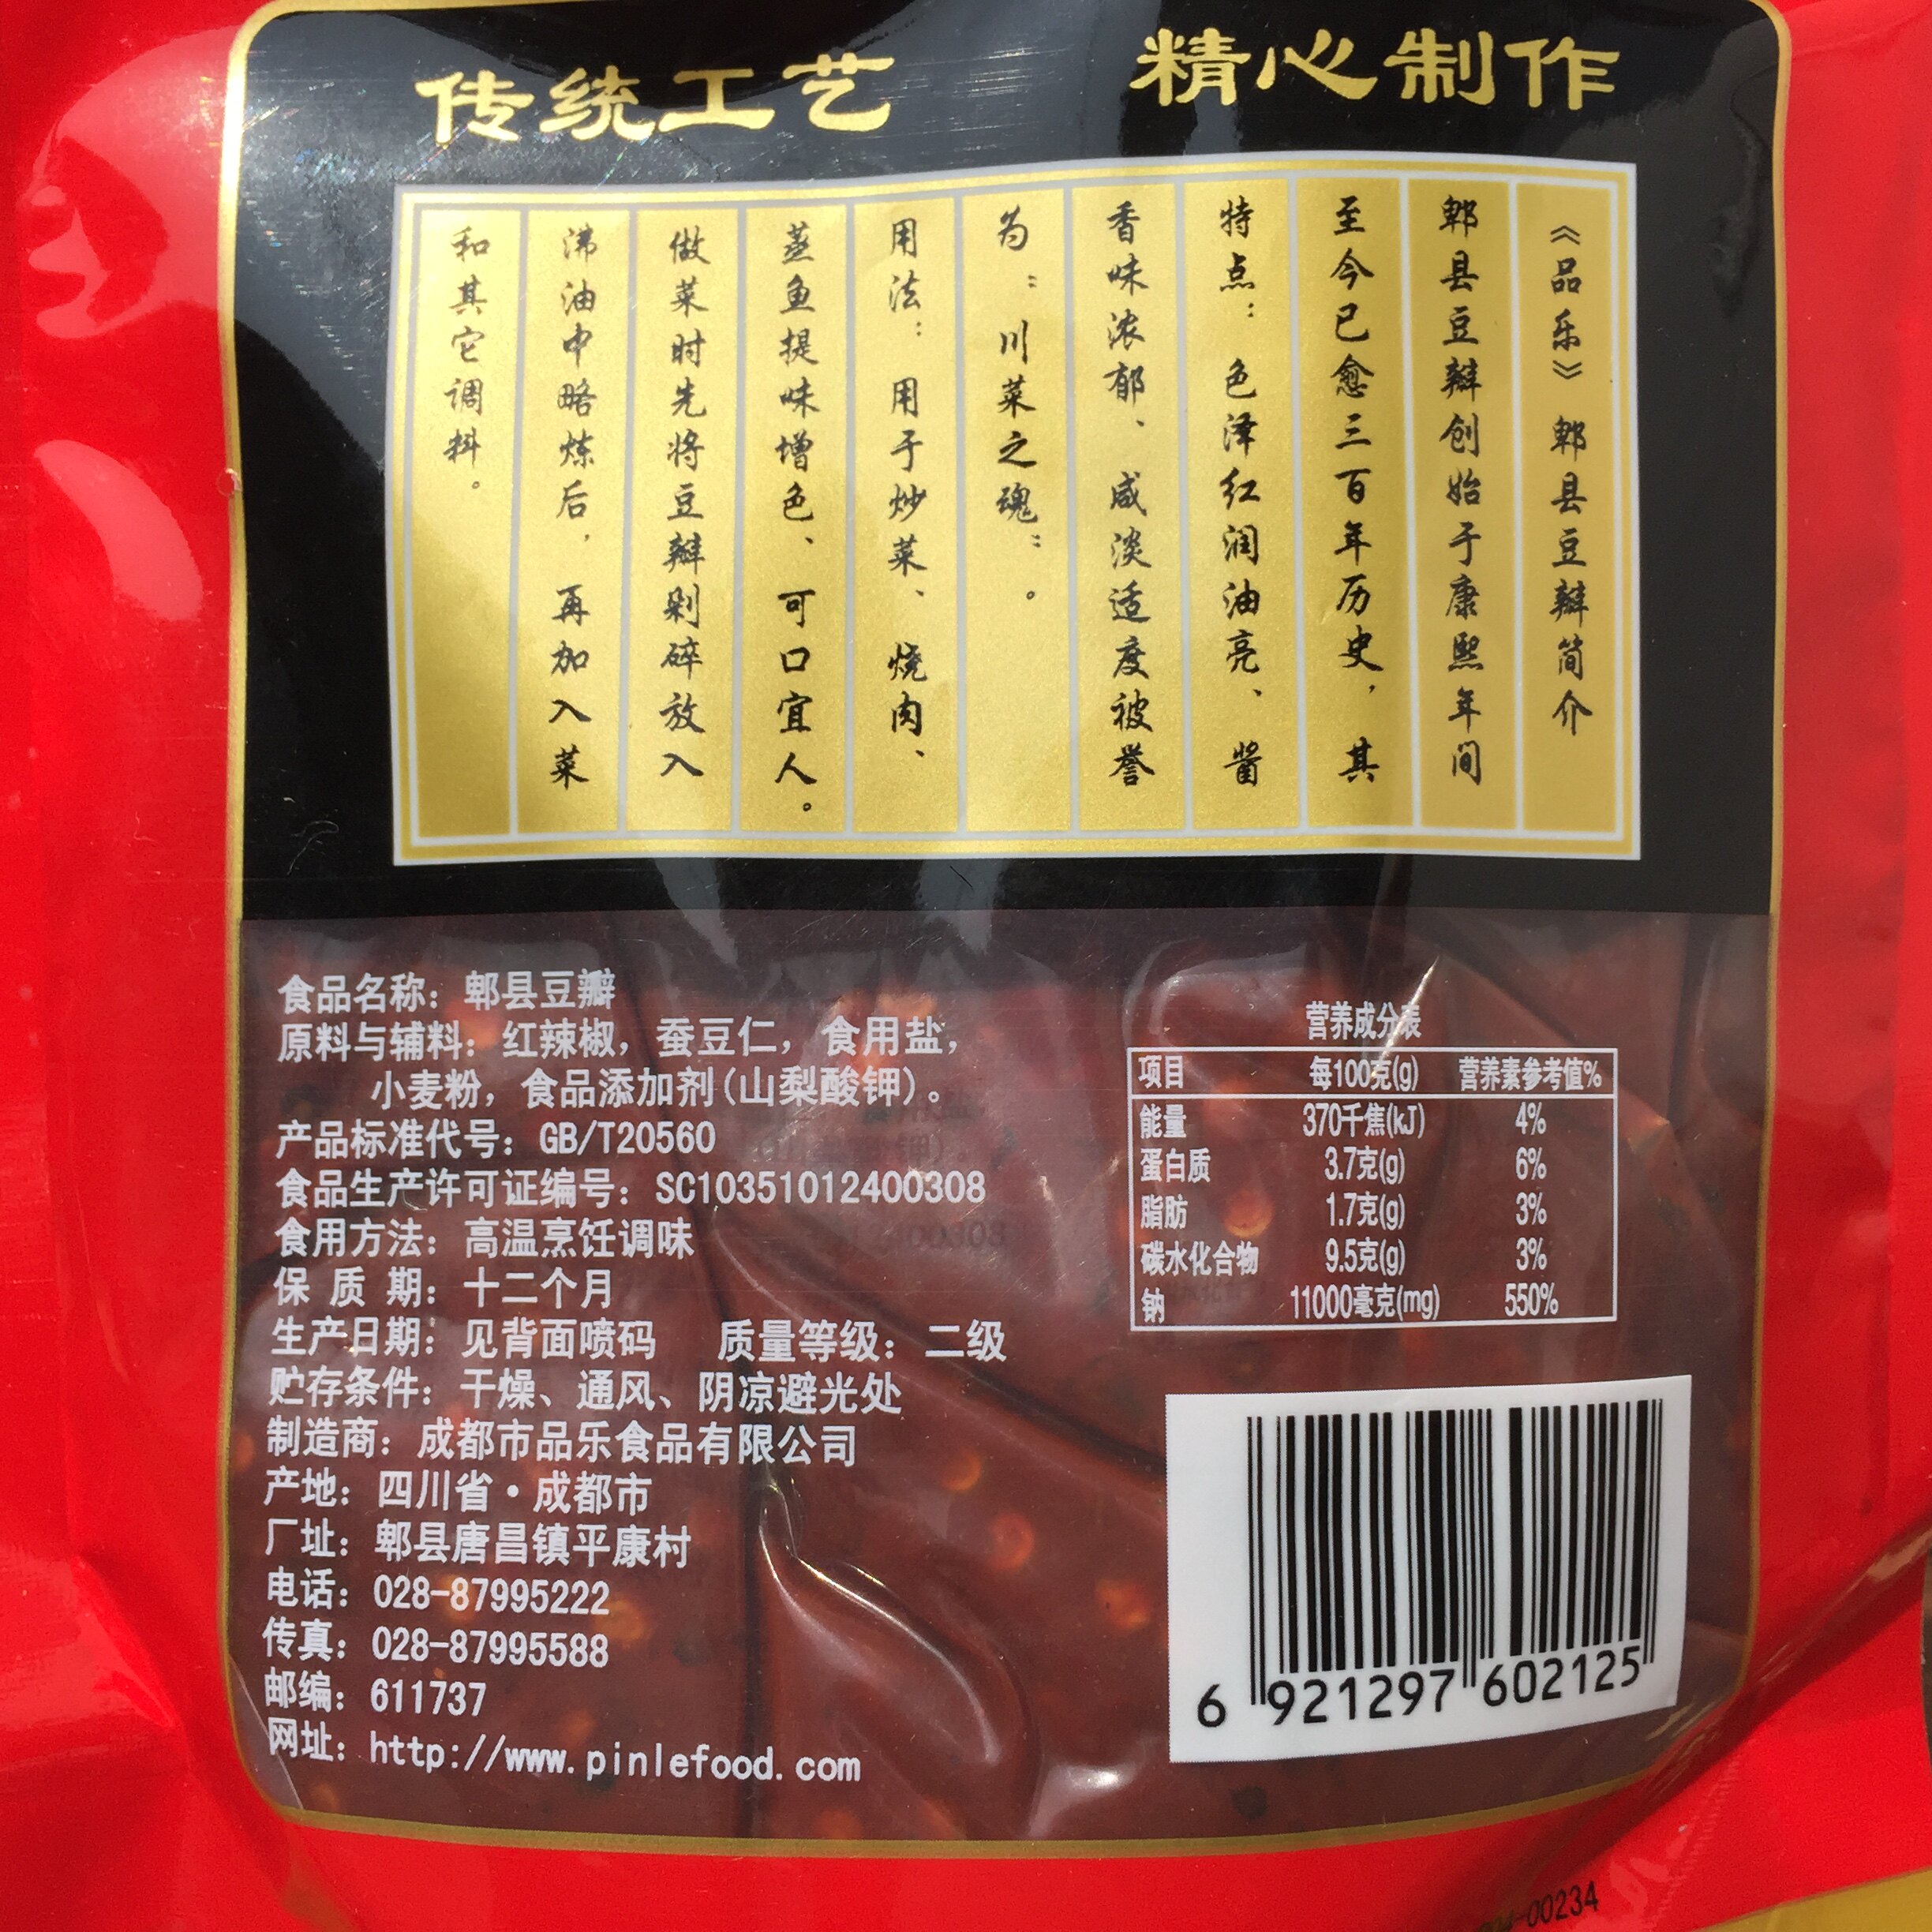 传统工艺 精心制作
《品乐》郫县豆瓣简介
郫县豆瓣创始于康熙年间
至今已愈三百年历史，其
特点：色泽红润油亮、酱
香味浓郁、咸淡适度被誉
为：川菜之魂：。
用法：用于炒菜、烧肉、
蒸鱼提味增色、可口宜人。
做菜时先将豆瓣剁碎放入
沸油中略炼后，再加入菜
和其它调料。
食品名称：郫县豆瓣
原料与辅料：红辣椒，蚕豆仁，食用盐，
小麦粉，食品添加剂(山梨酸钾)。
产品标准代号：GB/T20560
食品生产许可证编号：SC10351012400308
食用方法：高温烹饪调味
保 质 期：十二个月
生产日期：见背面喷码 质量等级：二级
贮存条件：干燥、通风、阴凉避光处
制造商：成都市品乐食品有限公司
产地：四川省·成都市
厂址：郫县唐昌镇平康村
电话：028-87995222
传真：028-87995588
邮编：611737
网址：http://www.pinlefood.com
营养成分表
项目 每100克(g) 营养素参考值%
能量 370千焦(kJ) 4%
蛋白质 3.7克(g) 6%
脂肪 1.7克(g) 3%
碳水化合物 9.5克(g) 3%
钠 11000毫克(mg) 550%
6 921297 602125
-00234